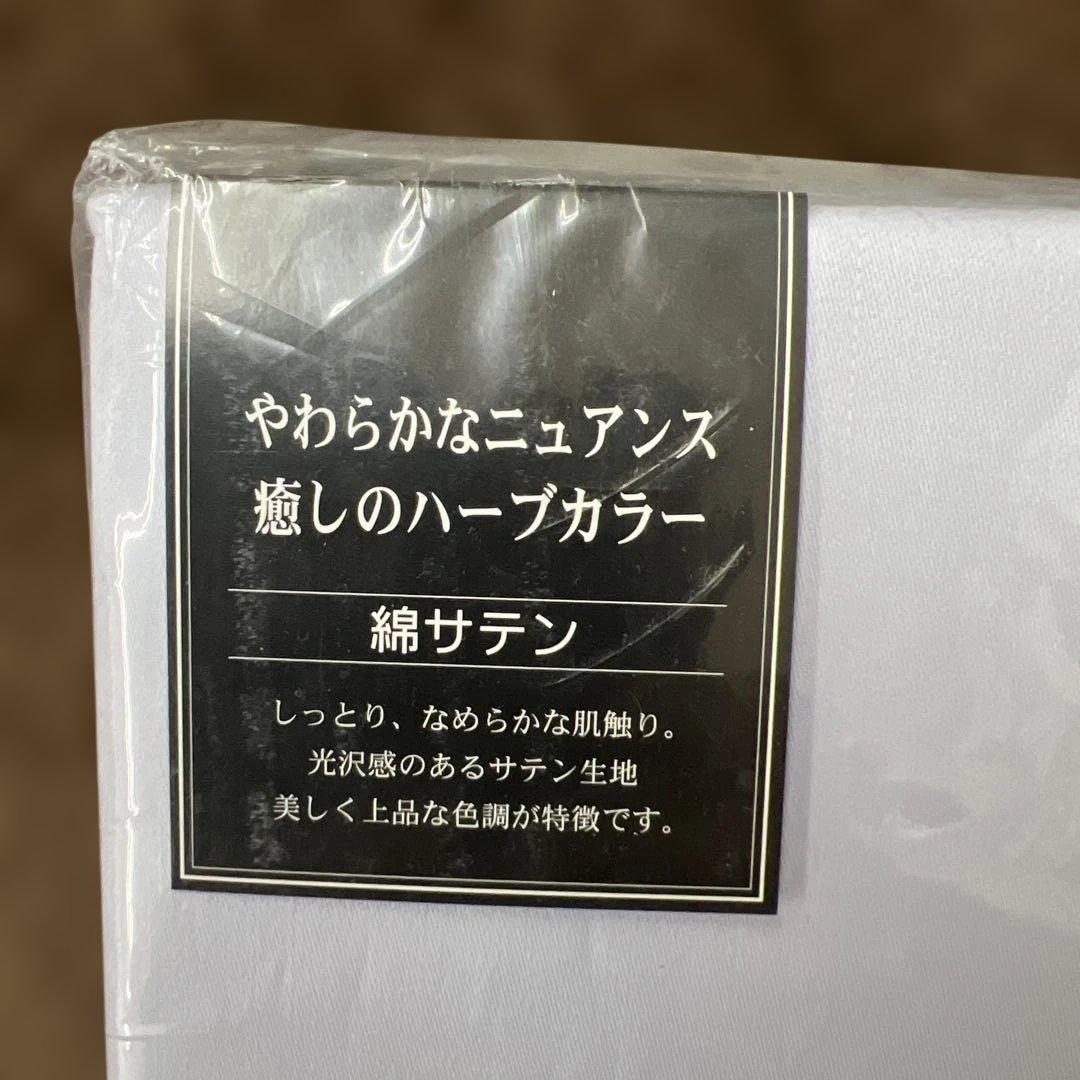 やわらかなニュアンス
癒しのハーブカラー
綿サテン
しっとり、なめらかな肌触り。
光沢感のあるサテン生地
美しく上品な色調が特徴です。